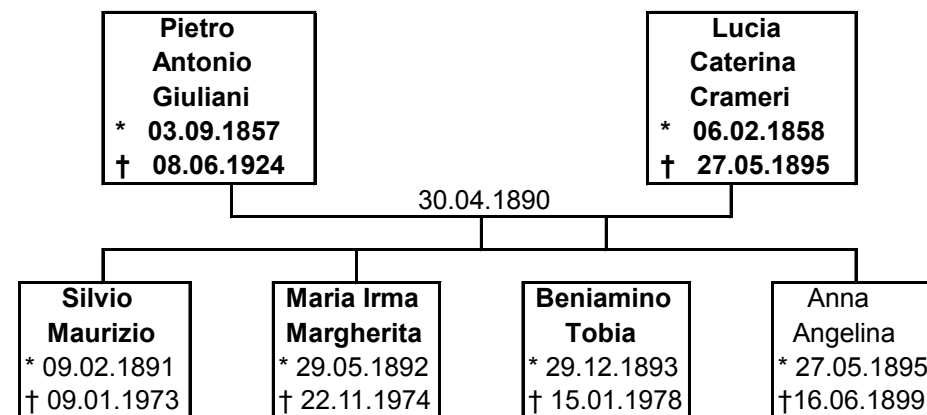 Pietro
Antonio
Giuliani
* 03.09.1857
† 08.06.1924
Lucia
Caterina
Crameri
* 06.02.1858
† 27.05.1895
30.04.1890
Silvio
Maurizio
* 09.02.1891
† 09.01.1973
Maria Irma
Margherita
* 29.05.1892
† 22.11.1974
Beniamino
Tobia
* 29.12.1893
† 15.01.1978
Anna
Angelina
* 27.05.1895
†16.06.1899